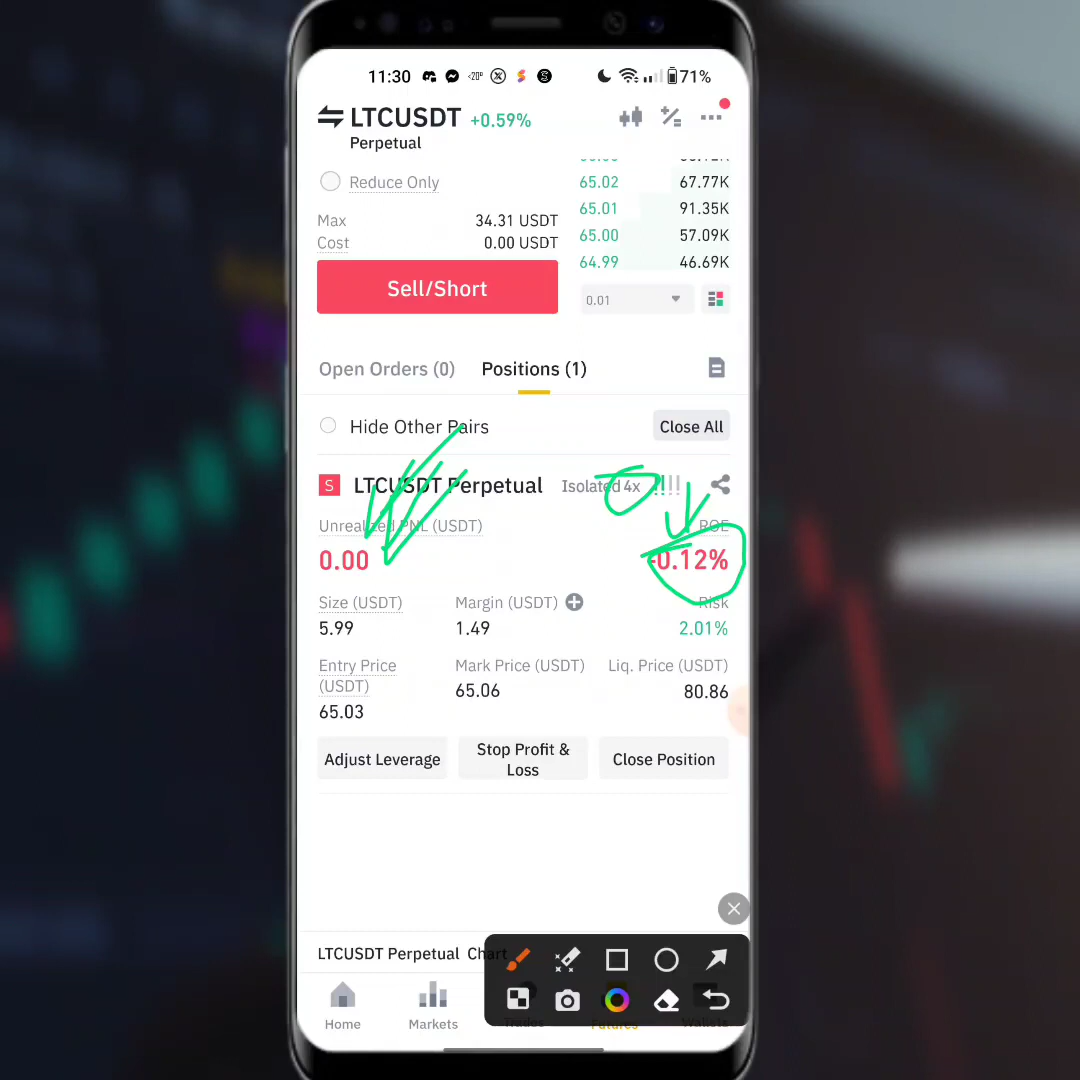 11:30 <20° 71%
LTCUSDT +0.59%
Perpetual
Reduce Only
65.02 67.77K
Max 34.31 USDT
65.01 91.35K
Cost 0.00 USDT
65.00 57.09K
64.99 46.69K
Sell/Short
0.01
Open Orders (0) Positions (1)
Hide Other Pairs Close All
S LTCUSDT Perpetual Isolated 4x
Unrealized PNL (USDT) ROE
0.00 -0.12%
Size (USDT) Margin (USDT) Risk
5.99 1.49 2.01%
Entry Price (USDT) Mark Price (USDT) Liq. Price (USDT)
65.03 65.06 80.86
Adjust Leverage Stop Profit & Loss Close Position
LTCUSDT Perpetual Chart
Home Markets Trades Futures Wallets